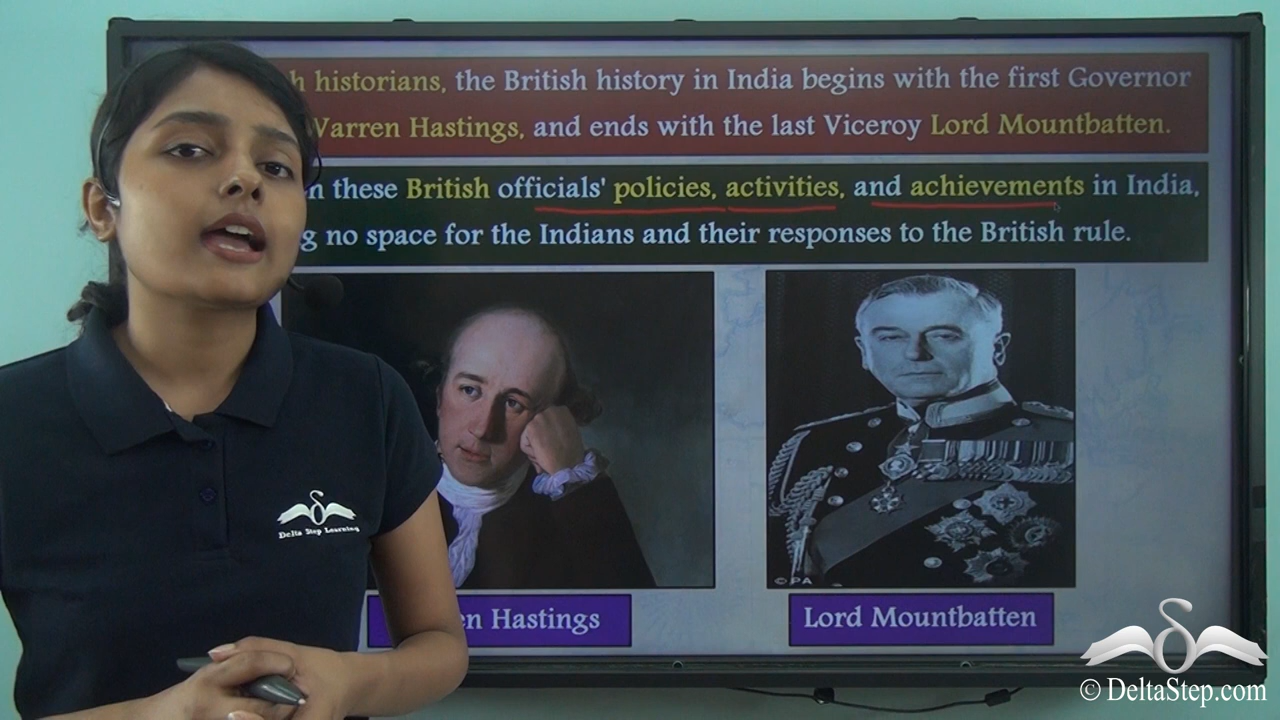 h historians, the British history in India begins with the first Governor
Warren Hastings, and ends with the last Viceroy Lord Mountbatten.
n these British officials' policies, activities, and achievements in India,
g no space for the Indians and their responses to the British rule.
© PA
en Hastings
Lord Mountbatten
Delta Step Learning
© DeltaStep.com